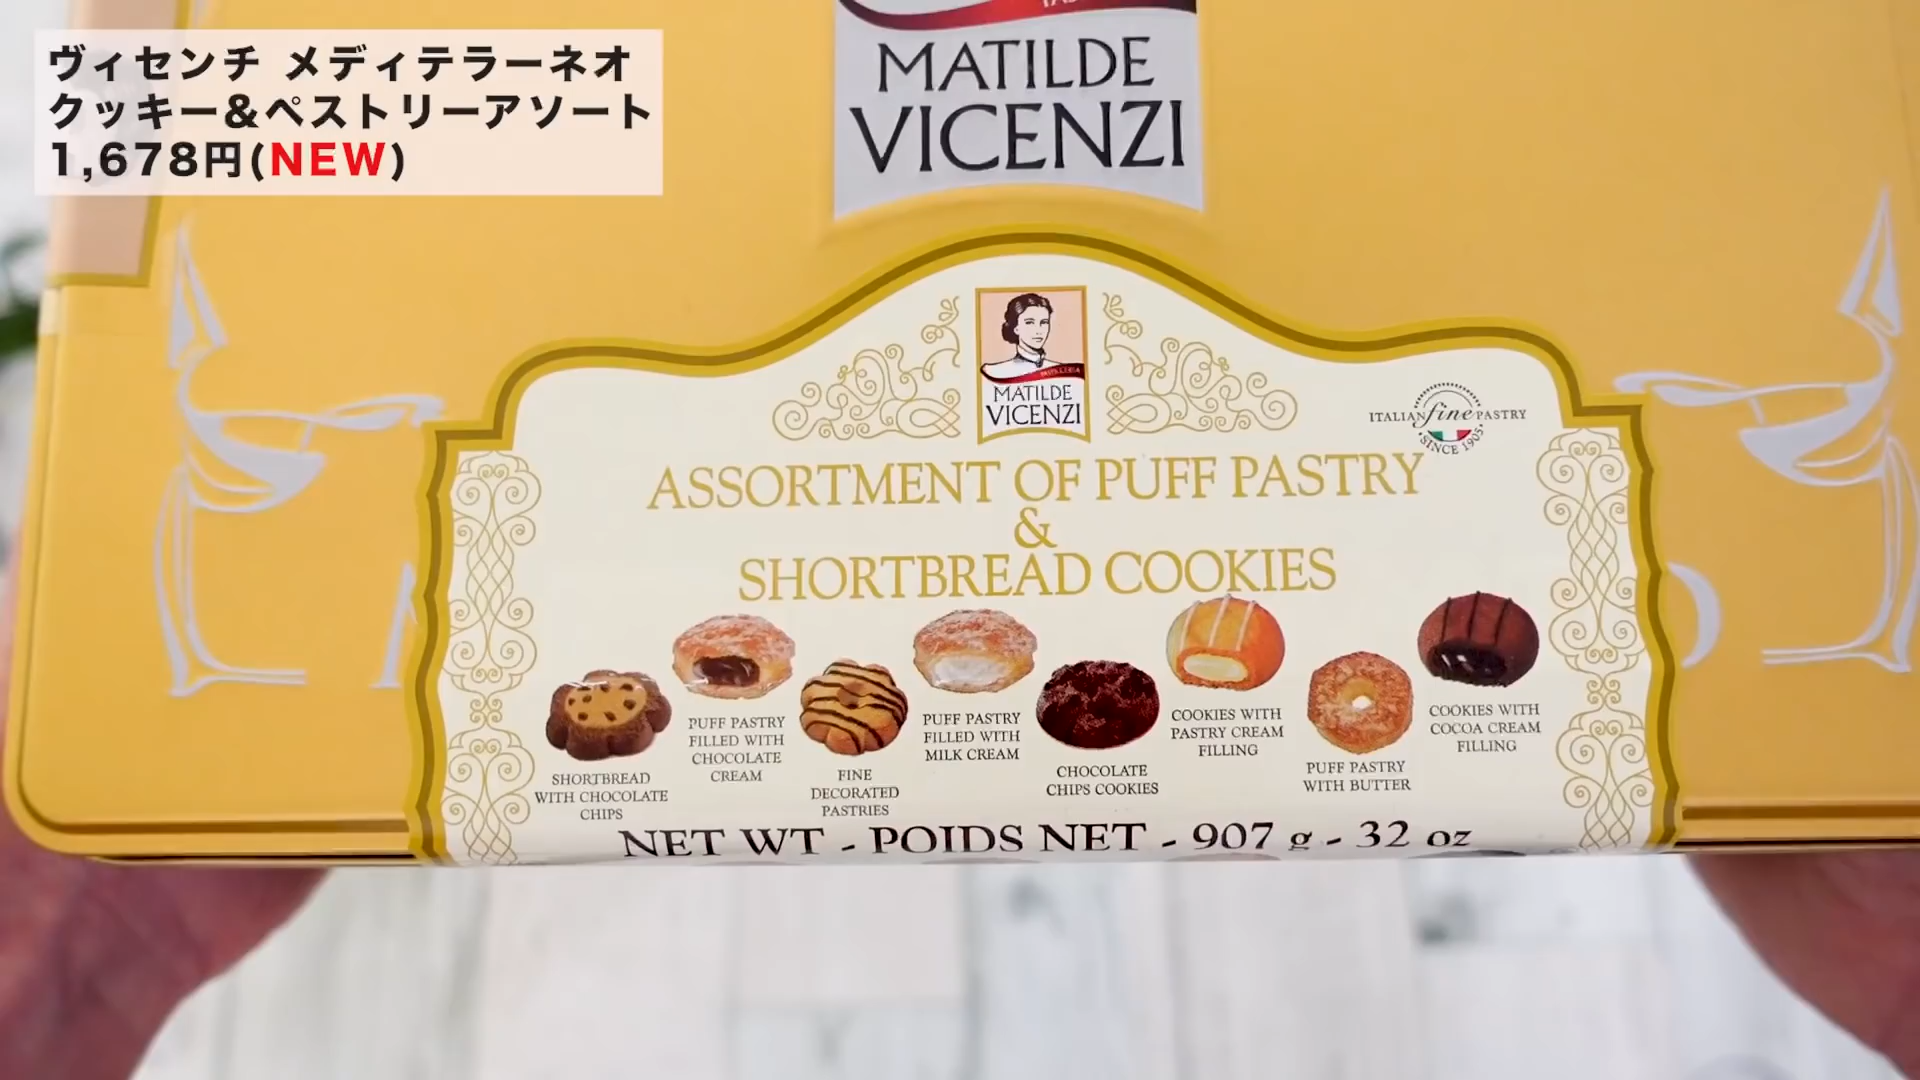 ヴィセンチ メディテラーネオ
クッキー&ペストリーアソート
1,678円(NEW)
MATILDE
VICENZI
MATILDE
VICENZI
ITALIAN fine PASTRY
SINCE 1905
ASSORTMENT OF PUFF PASTRY
&
SHORTBREAD COOKIES
SHORTBREAD
WITH CHOCOLATE
CHIPS
PUFF PASTRY
FILLED WITH
CHOCOLATE
CREAM
FINE
DECORATED
PASTRIES
PUFF PASTRY
FILLED WITH
MILK CREAM
CHOCOLATE
CHIPS COOKIES
COOKIES WITH
PASTRY CREAM
FILLING
PUFF PASTRY
WITH BUTTER
COOKIES WITH
COCOA CREAM
FILLING
NET WT - POIDS NET - 907 g - 32 oz